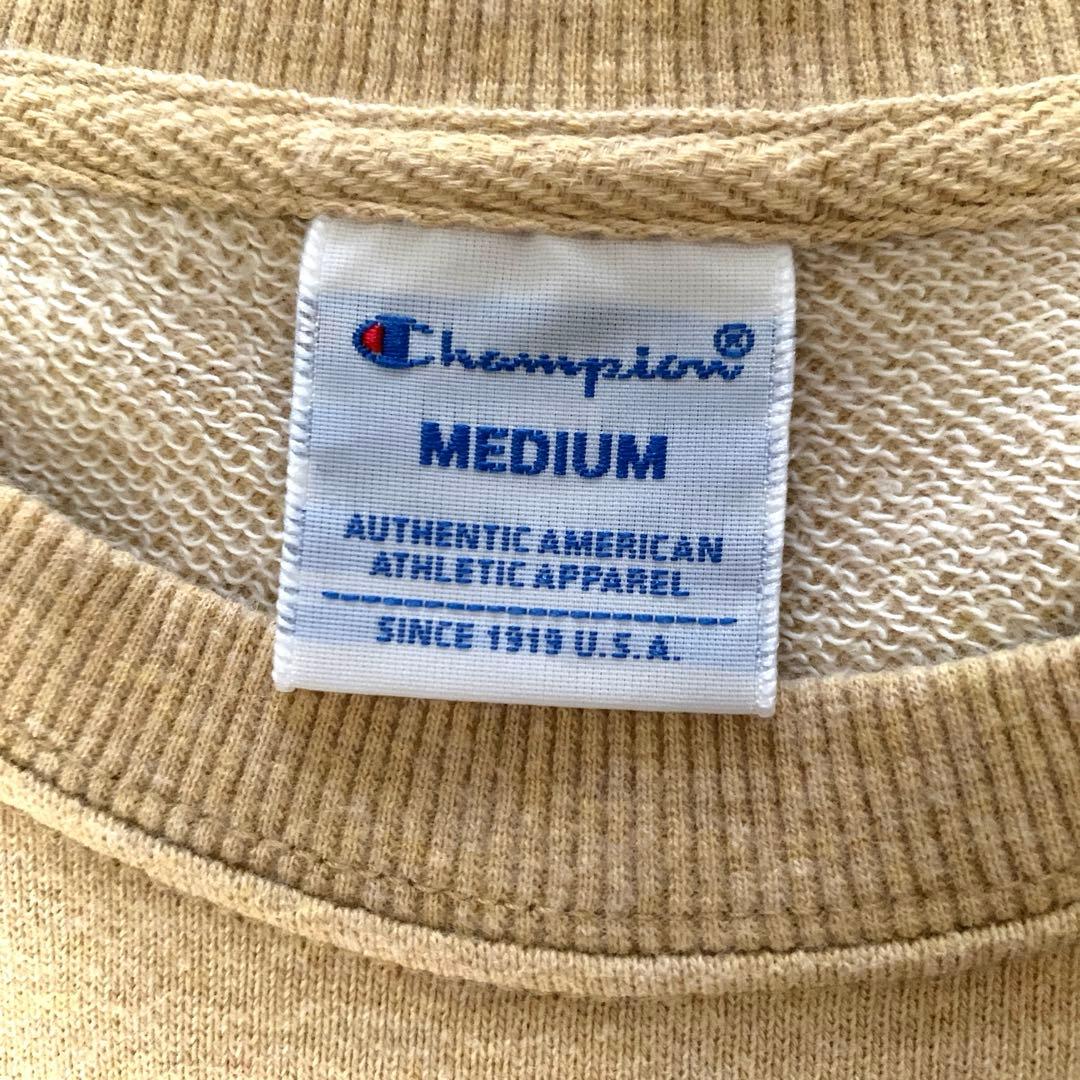 Champion®
MEDIUM
AUTHENTIC AMERICAN
ATHLETIC APPAREL
SINCE 1919 U.S.A.